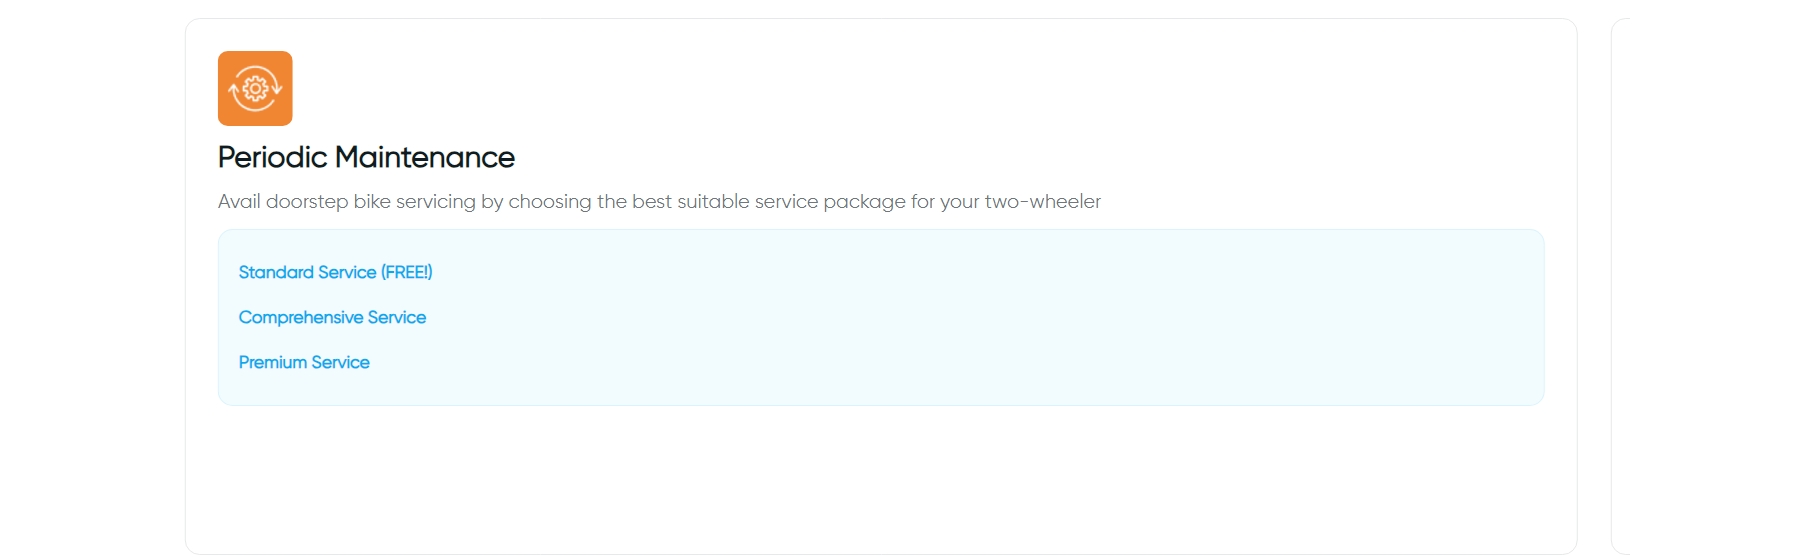 Periodic Maintenance
Avail doorstep bike servicing by choosing the best suitable service package for your two-wheeler
Standard Service (FREE!)
Comprehensive Service
Premium Service